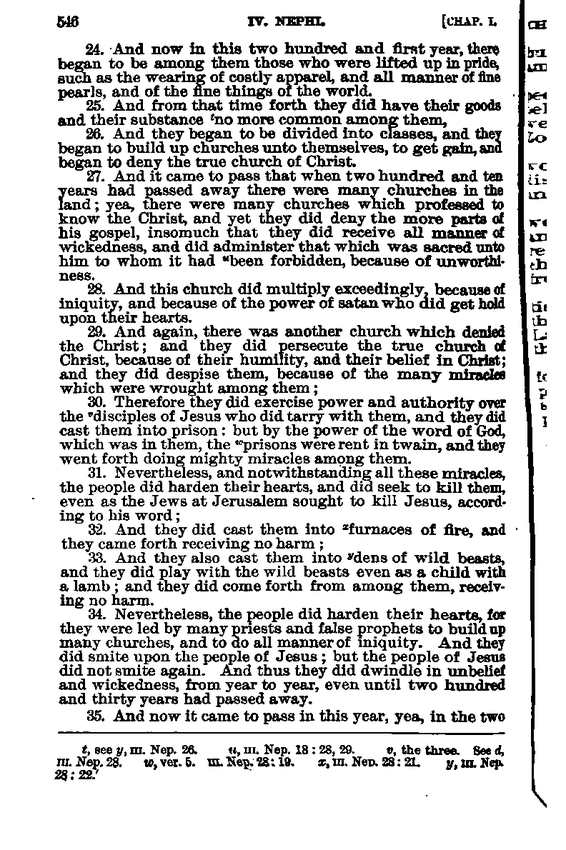 546 IV. NEPHI. [CHAP. I.
24. And now in this two hundred and first year, there
began to be among them those who were lifted up in pride,
such as the wearing of costly apparel, and all manner of fine
pearls, and of the fine things of the world.
25. And from that time forth they did have their goods
and their substance ᵗno more common among them,
26. And they began to be divided into classes, and they
began to build up churches unto themselves, to get gain, and
began to deny the true church of Christ.
27. And it came to pass that when two hundred and ten
years had passed away there were many churches in the
land; yea, there were many churches which professed to
know the Christ, and yet they did deny the more parts of
his gospel, insomuch that they did receive all manner of
wickedness, and did administer that which was sacred unto
him to whom it had ᵘbeen forbidden, because of unworthi-
ness.
28. And this church did multiply exceedingly, because of
iniquity, and because of the power of satan who did get hold
upon their hearts.
29. And again, there was another church which denied
the Christ; and they did persecute the true church of
Christ, because of their humility, and their belief in Christ;
and they did despise them, because of the many miracles
which were wrought among them;
30. Therefore they did exercise power and authority over
the ᵛdisciples of Jesus who did tarry with them, and they did
cast them into prison: but by the power of the word of God,
which was in them, the ʷprisons were rent in twain, and they
went forth doing mighty miracles among them.
31. Nevertheless, and notwithstanding all these miracles,
the people did harden their hearts, and did seek to kill them,
even as the Jews at Jerusalem sought to kill Jesus, accord-
ing to his word;
32. And they did cast them into ˣfurnaces of fire, and
they came forth receiving no harm;
33. And they also cast them into ʸdens of wild beasts,
and they did play with the wild beasts even as a child with
a lamb; and they did come forth from among them, receiv-
ing no harm.
34. Nevertheless, the people did harden their hearts, for
they were led by many priests and false prophets to build up
many churches, and to do all manner of iniquity. And they
did smite upon the people of Jesus; but the people of Jesus
did not smite again. And thus they did dwindle in unbelief
and wickedness, from year to year, even until two hundred
and thirty years had passed away.
35. And now it came to pass in this year, yea, in the two
t, see y, III. Nep. 26. u, III. Nep. 18: 28, 29. v, the three. See d,
III. Nep. 28. w, ver. 5. III. Nep. 28: 19. x, III. Nep. 28: 21. y, III. Nep.
28: 22.